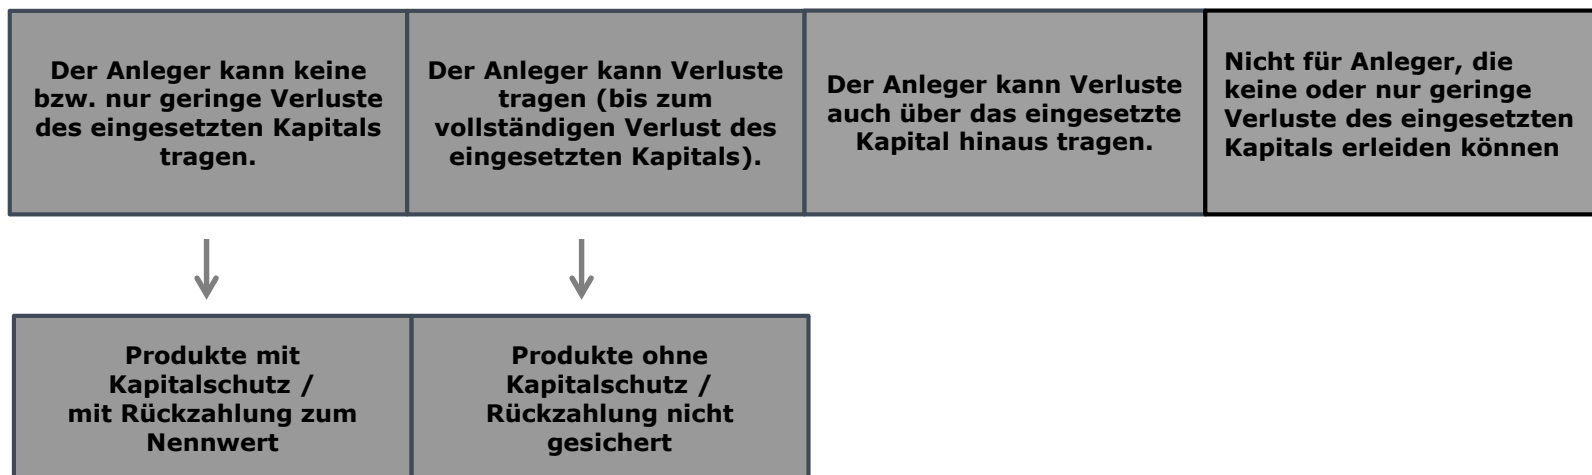 Der Anleger kann keine
bzw. nur geringe Verluste
des eingesetzten Kapitals
tragen.
Der Anleger kann Verluste
tragen (bis zum
vollständigen Verlust des
eingesetzten Kapitals).
Der Anleger kann Verluste
auch über das eingesetzte
Kapital hinaus tragen.
Nicht für Anleger, die
keine oder nur geringe
Verluste des eingesetzten
Kapitals erleiden können
Produkte mit
Kapitalschutz /
mit Rückzahlung zum
Nennwert
Produkte ohne
Kapitalschutz /
Rückzahlung nicht
gesichert